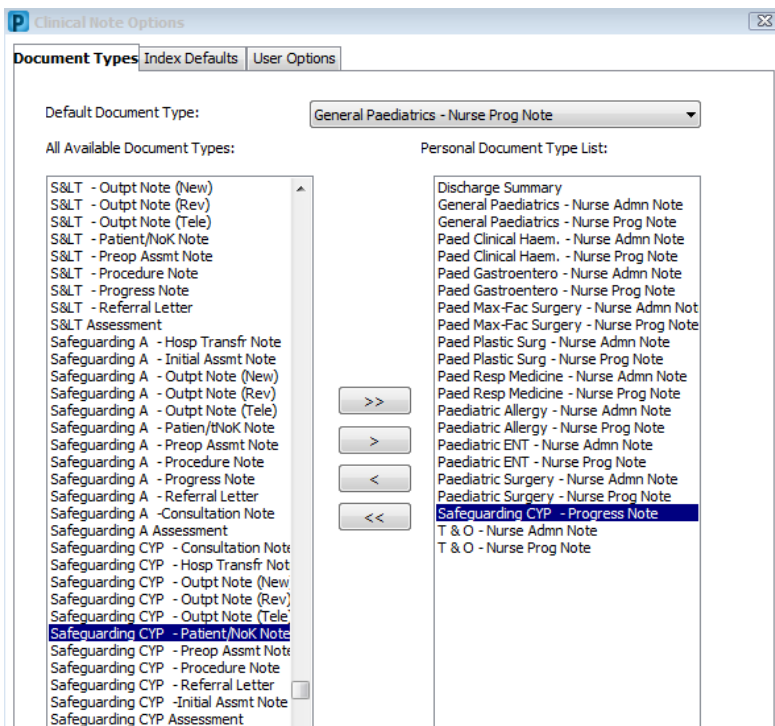 P Clinical Note Options
Document Types Index Defaults User Options
Default Document Type: General Paediatrics - Nurse Prog Note
All Available Document Types:
S&LT - Outpt Note (New)
S&LT - Outpt Note (Rev)
S&LT - Outpt Note (Tele)
S&LT - Patient/NoK Note
S&LT - Preop Assmt Note
S&LT - Procedure Note
S&LT - Progress Note
S&LT - Referral Letter
S&LT Assessment
Safeguarding A - Hosp Transfr Note
Safeguarding A - Initial Assmt Note
Safeguarding A - Outpt Note (New)
Safeguarding A - Outpt Note (Rev)
Safeguarding A - Outpt Note (Tele)
Safeguarding A - Patien/tNoK Note
Safeguarding A - Preop Assmt Note
Safeguarding A - Procedure Note
Safeguarding A - Progress Note
Safeguarding A - Referral Letter
Safeguarding A -Consultation Note
Safeguarding A Assessment
Safeguarding CYP - Consultation Note
Safeguarding CYP - Hosp Transfr Not
Safeguarding CYP - Outpt Note (New
Safeguarding CYP - Outpt Note (Rev)
Safeguarding CYP - Outpt Note (Tele
Safeguarding CYP - Patient/NoK Note
Safeguarding CYP - Preop Assmt Note
Safeguarding CYP - Procedure Note
Safeguarding CYP - Referral Letter
Safeguarding CYP -Initial Assmt Note
Safeguarding CYP Assessment
>>
>
<
<<
Personal Document Type List:
Discharge Summary
General Paediatrics - Nurse Admn Note
General Paediatrics - Nurse Prog Note
Paed Clinical Haem. - Nurse Admn Note
Paed Clinical Haem. - Nurse Prog Note
Paed Gastroentero - Nurse Admn Note
Paed Gastroentero - Nurse Prog Note
Paed Max-Fac Surgery - Nurse Admn Not
Paed Max-Fac Surgery - Nurse Prog Note
Paed Plastic Surg - Nurse Admn Note
Paed Plastic Surg - Nurse Prog Note
Paed Resp Medicine - Nurse Admn Note
Paed Resp Medicine - Nurse Prog Note
Paediatric Allergy - Nurse Admn Note
Paediatric Allergy - Nurse Prog Note
Paediatric ENT - Nurse Admn Note
Paediatric ENT - Nurse Prog Note
Paediatric Surgery - Nurse Admn Note
Paediatric Surgery - Nurse Prog Note
Safeguarding CYP - Progress Note
T & O - Nurse Admn Note
T & O - Nurse Prog Note